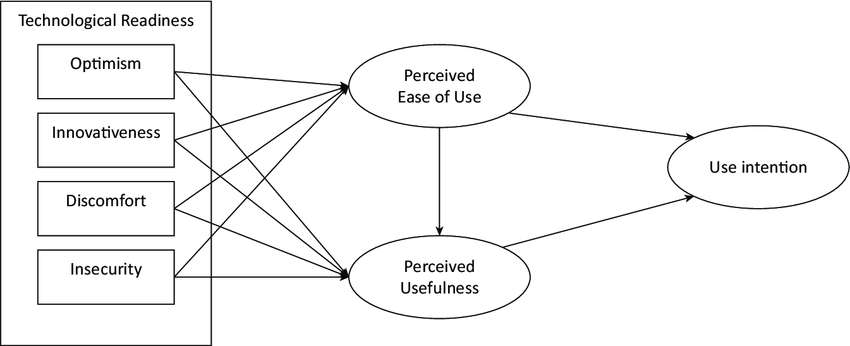 Technological Readiness
Optimism
Innovativeness
Discomfort
Insecurity
Perceived
Ease of Use
Perceived
Usefulness
Use intention